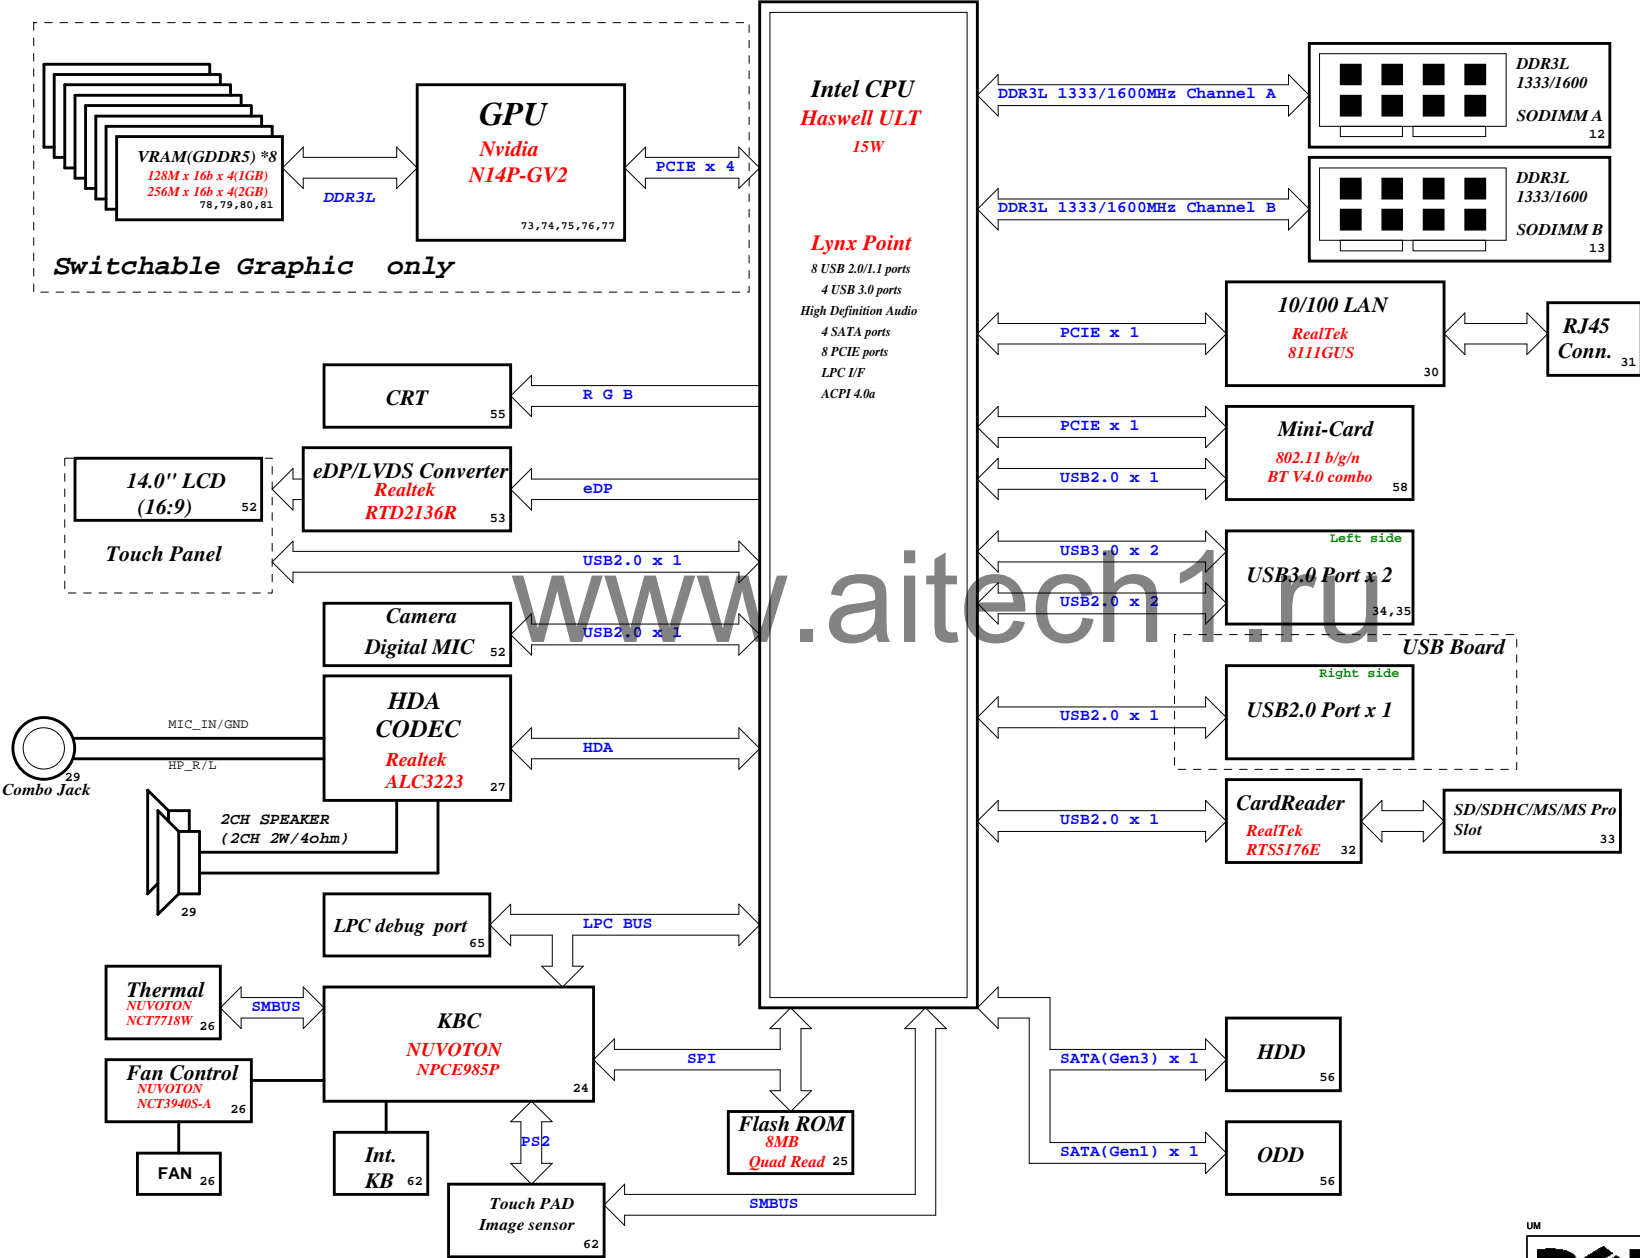 VRAM(GDDR5) *8
128M x 16b x 4(1GB)
256M x 16b x 4(2GB)
78,79,80,81
DDR3L
GPU
Nvidia
N14P-GV2
73,74,75,76,77
PCIE x 4
Switchable Graphic only
Intel CPU
Haswell ULT
15W
Lynx Point
8 USB 2.0/1.1 ports
4 USB 3.0 ports
High Definition Audio
4 SATA ports
8 PCIE ports
LPC I/F
ACPI 4.0a
DDR3L 1333/1600MHz Channel A
DDR3L
1333/1600
SODIMM A
12
DDR3L 1333/1600MHz Channel B
DDR3L
1333/1600
SODIMM B
13
PCIE x 1
10/100 LAN
RealTek
8111GUS
30
RJ45
Conn.
31
CRT
55
R G B
PCIE x 1
USB2.0 x 1
Mini-Card
802.11 b/g/n
BT V4.0 combo
58
14.0'' LCD
(16:9)
52
Touch Panel
eDP/LVDS Converter
Realtek
RTD2136R
53
eDP
USB2.0 x 1
USB3.0 x 2
USB2.0 x 2
Left side
USB3.0 Port x 2
34,35
www.aitech1.ru
Camera
Digital MIC
52
USB2.0 x 1
USB Board
Right side
USB2.0 Port x 1
USB2.0 x 1
HDA
CODEC
Realtek
ALC3223
27
HDA
MIC_IN/GND
HP_R/L
29
Combo Jack
2CH SPEAKER
(2CH 2W/4ohm)
29
USB2.0 x 1
CardReader
RealTek
RTS5176E
32
SD/SDHC/MS/MS Pro
Slot
33
LPC debug port
65
LPC BUS
Thermal
NUVOTON
NCT7718W
26
SMBUS
KBC
NUVOTON
NPCE985P
24
SPI
Fan Control
NUVOTON
NCT3940S-A
26
FAN
26
Int.
KB
62
PS2
Touch PAD
Image sensor
62
SMBUS
Flash ROM
8MB
Quad Read
25
SATA(Gen3) x 1
HDD
56
SATA(Gen1) x 1
ODD
56
UM